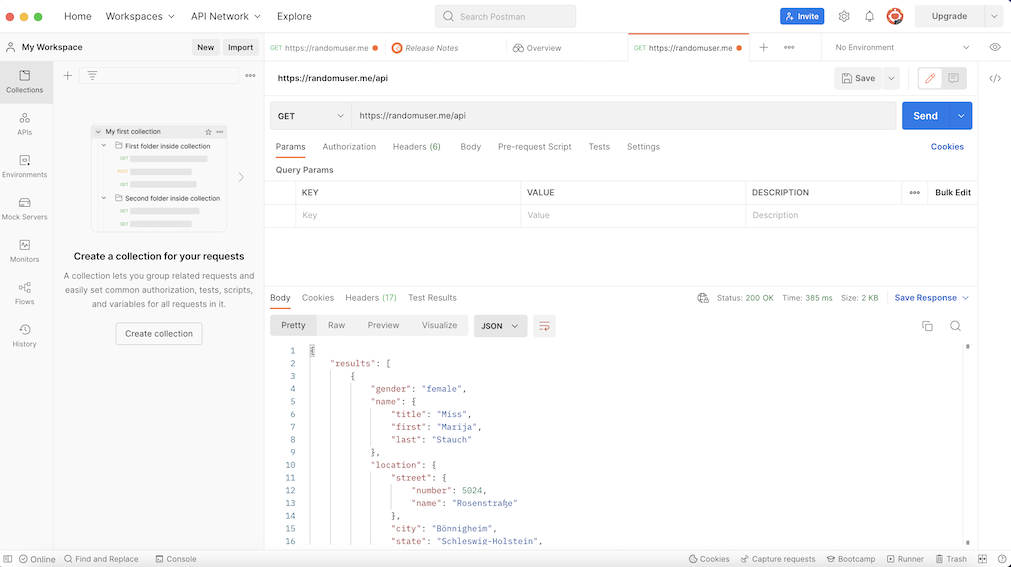 Home Workspaces API Network Explore Search Postman Invite Upgrade
My Workspace New Import GET https://randomuser.me Release Notes Overview GET https://randomuser.me No Environment
Collections
APIs
Environments
Mock Servers
Monitors
Flows
History
My first collection
First folder inside collection
GET
POST
GET
Second folder inside collection
GET
GET
Create a collection for your requests
A collection lets you group related requests and
easily set common authorization, tests, scripts,
and variables for all requests in it.
Create collection
https://randomuser.me/api Save
GET https://randomuser.me/api Send
Params Authorization Headers (6) Body Pre-request Script Tests Settings Cookies
Query Params
KEY VALUE DESCRIPTION Bulk Edit
Key Value Description
Body Cookies Headers (17) Test Results Status: 200 OK Time: 385 ms Size: 2 KB Save Response
Pretty Raw Preview Visualize JSON
1 {
2 "results": [
3 {
4 "gender": "female",
5 "name": {
6 "title": "Miss",
7 "first": "Marija",
8 "last": "Stauch"
9 },
10 "location": {
11 "street": {
12 "number": 5024,
13 "name": "Rosenstraße"
14 },
15 "city": "Bönnigheim",
16 "state": "Schleswig-Holstein",
Online Find and Replace Console Cookies Capture requests Bootcamp Runner Trash